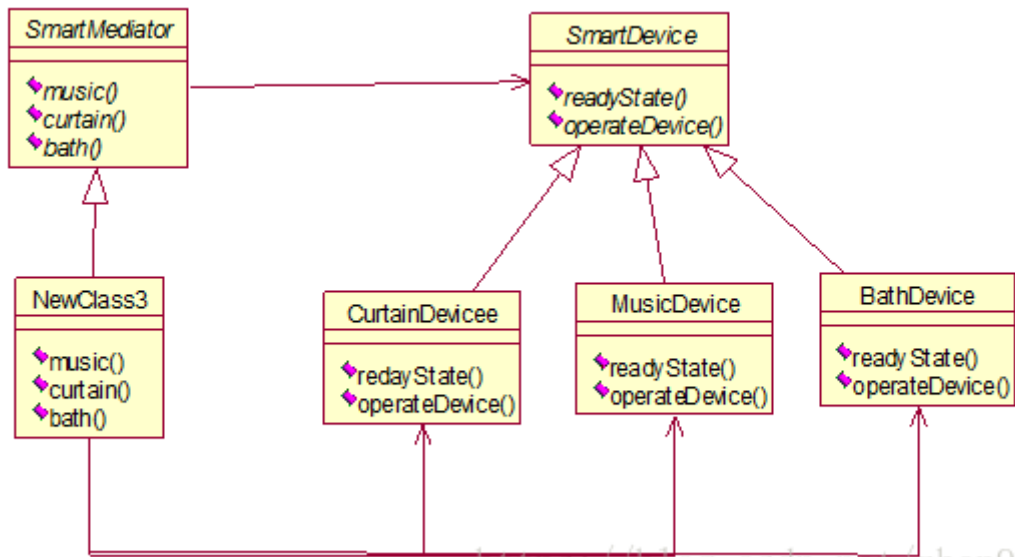 SmartMediator
music()
curtain()
bath()
SmartDevice
readyState()
operateDevice()
NewClass3
music()
curtain()
bath()
CurtainDevicee
redayState()
operateDevice()
MusicDevice
readyState()
operateDevice()
BathDevice
readyState()
operateDevice()